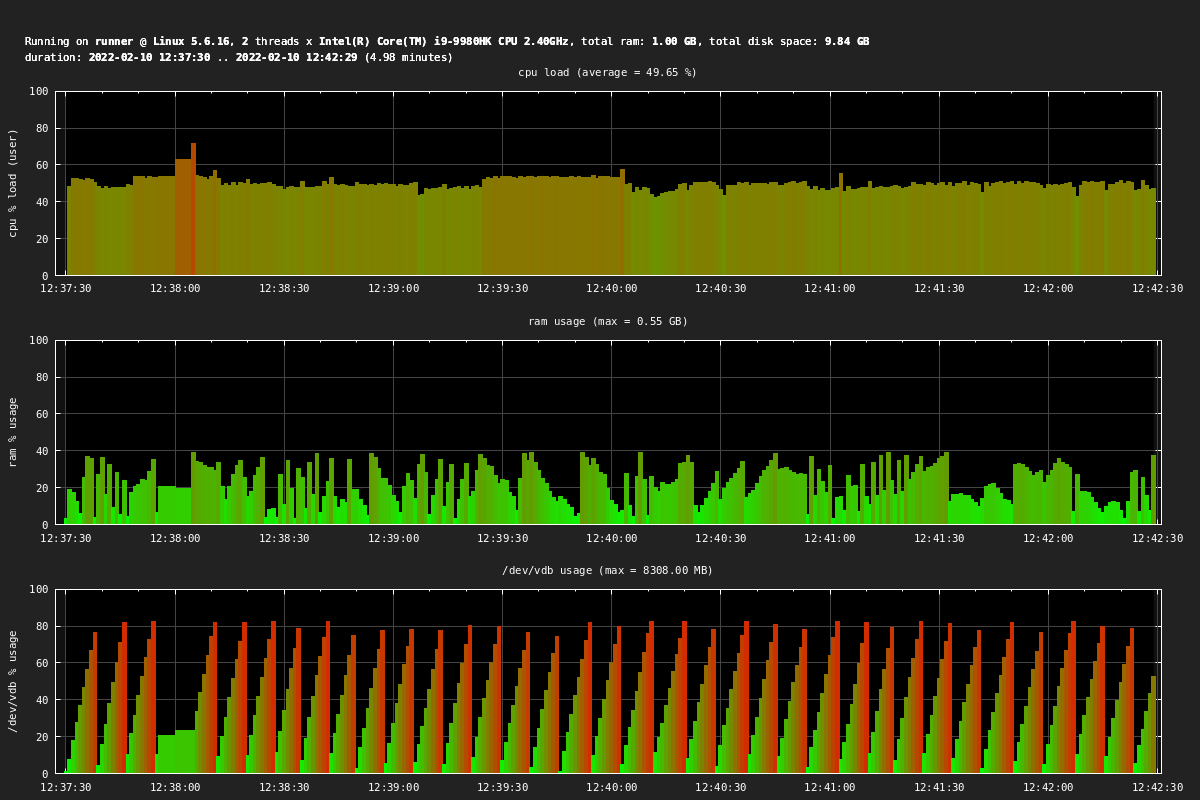 Running on runner @ Linux 5.6.16, 2 threads x Intel(R) Core(TM) i9-9980HK CPU 2.40GHz, total ram: 1.00 GB, total disk space: 9.84 GB
duration: 2022-02-10 12:37:30 .. 2022-02-10 12:42:29 (4.98 minutes)
cpu load (average = 49.65 %)
cpu % load (user)
100
80
60
40
20
0
12:37:30 12:38:00 12:38:30 12:39:00 12:39:30 12:40:00 12:40:30 12:41:00 12:41:30 12:42:00 12:42:30
ram usage (max = 0.55 GB)
ram % usage
100
80
60
40
20
0
12:37:30 12:38:00 12:38:30 12:39:00 12:39:30 12:40:00 12:40:30 12:41:00 12:41:30 12:42:00 12:42:30
/dev/vdb usage (max = 8308.00 MB)
/dev/vdb % usage
100
80
60
40
20
0
12:37:30 12:38:00 12:38:30 12:39:00 12:39:30 12:40:00 12:40:30 12:41:00 12:41:30 12:42:00 12:42:30